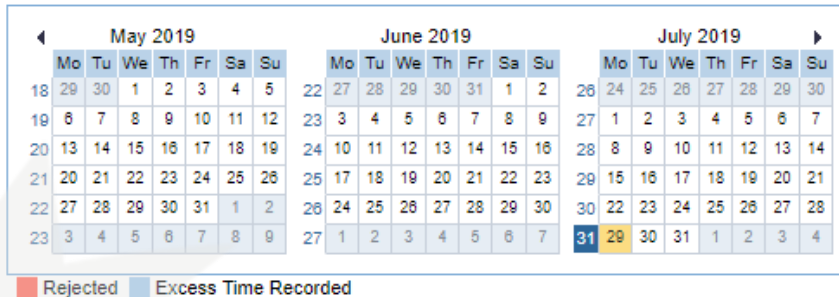 May 2019 June 2019 July 2019
Mo Tu We Th Fr Sa Su Mo Tu We Th Fr Sa Su Mo Tu We Th Fr Sa Su
18 29 30 1 2 3 4 5 22 27 28 29 30 31 1 2 26 24 25 26 27 28 29 30
19 6 7 8 9 10 11 12 23 3 4 5 6 7 8 9 27 1 2 3 4 5 6 7
20 13 14 15 16 17 18 19 24 10 11 12 13 14 15 16 28 8 9 10 11 12 13 14
21 20 21 22 23 24 25 26 25 17 18 19 20 21 22 23 29 15 16 17 18 19 20 21
22 27 28 29 30 31 1 2 26 24 25 26 27 28 29 30 30 22 23 24 25 26 27 28
23 3 4 5 6 7 8 9 27 1 2 3 4 5 6 7 31 29 30 31 1 2 3 4
Rejected Excess Time Recorded